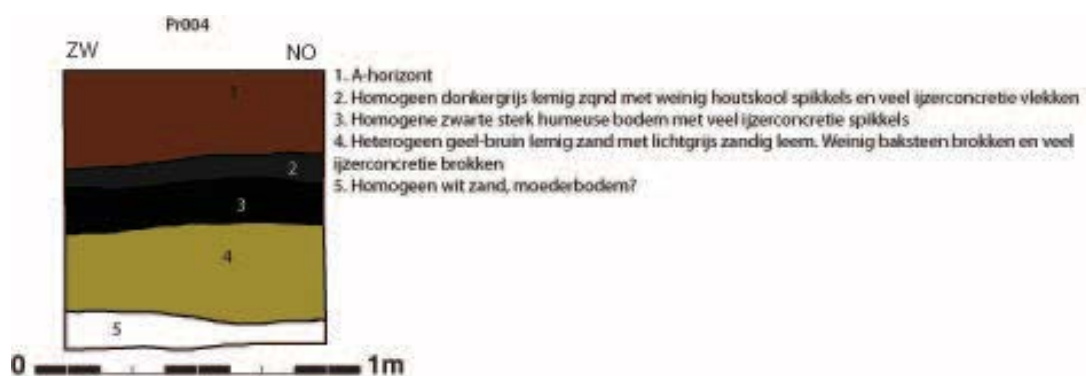 Pr004
ZW NO
1. A-horizont
2. Homogeen donkergrijs lemig zqnd met weinig houtskool spikkels en veel ijzerconcretie vlekken
3. Homogene zwarte sterk humeuse bodem met veel ijzerconcretie spikkels
4. Heterogeen geel-bruin lemig zand met lichtgrijs zandig leem. Weinig baksteen brokken en veel
ijzerconcretie brokken
5. Homogeen wit zand, moederbodem?
1
2
3
4
5
0 1m